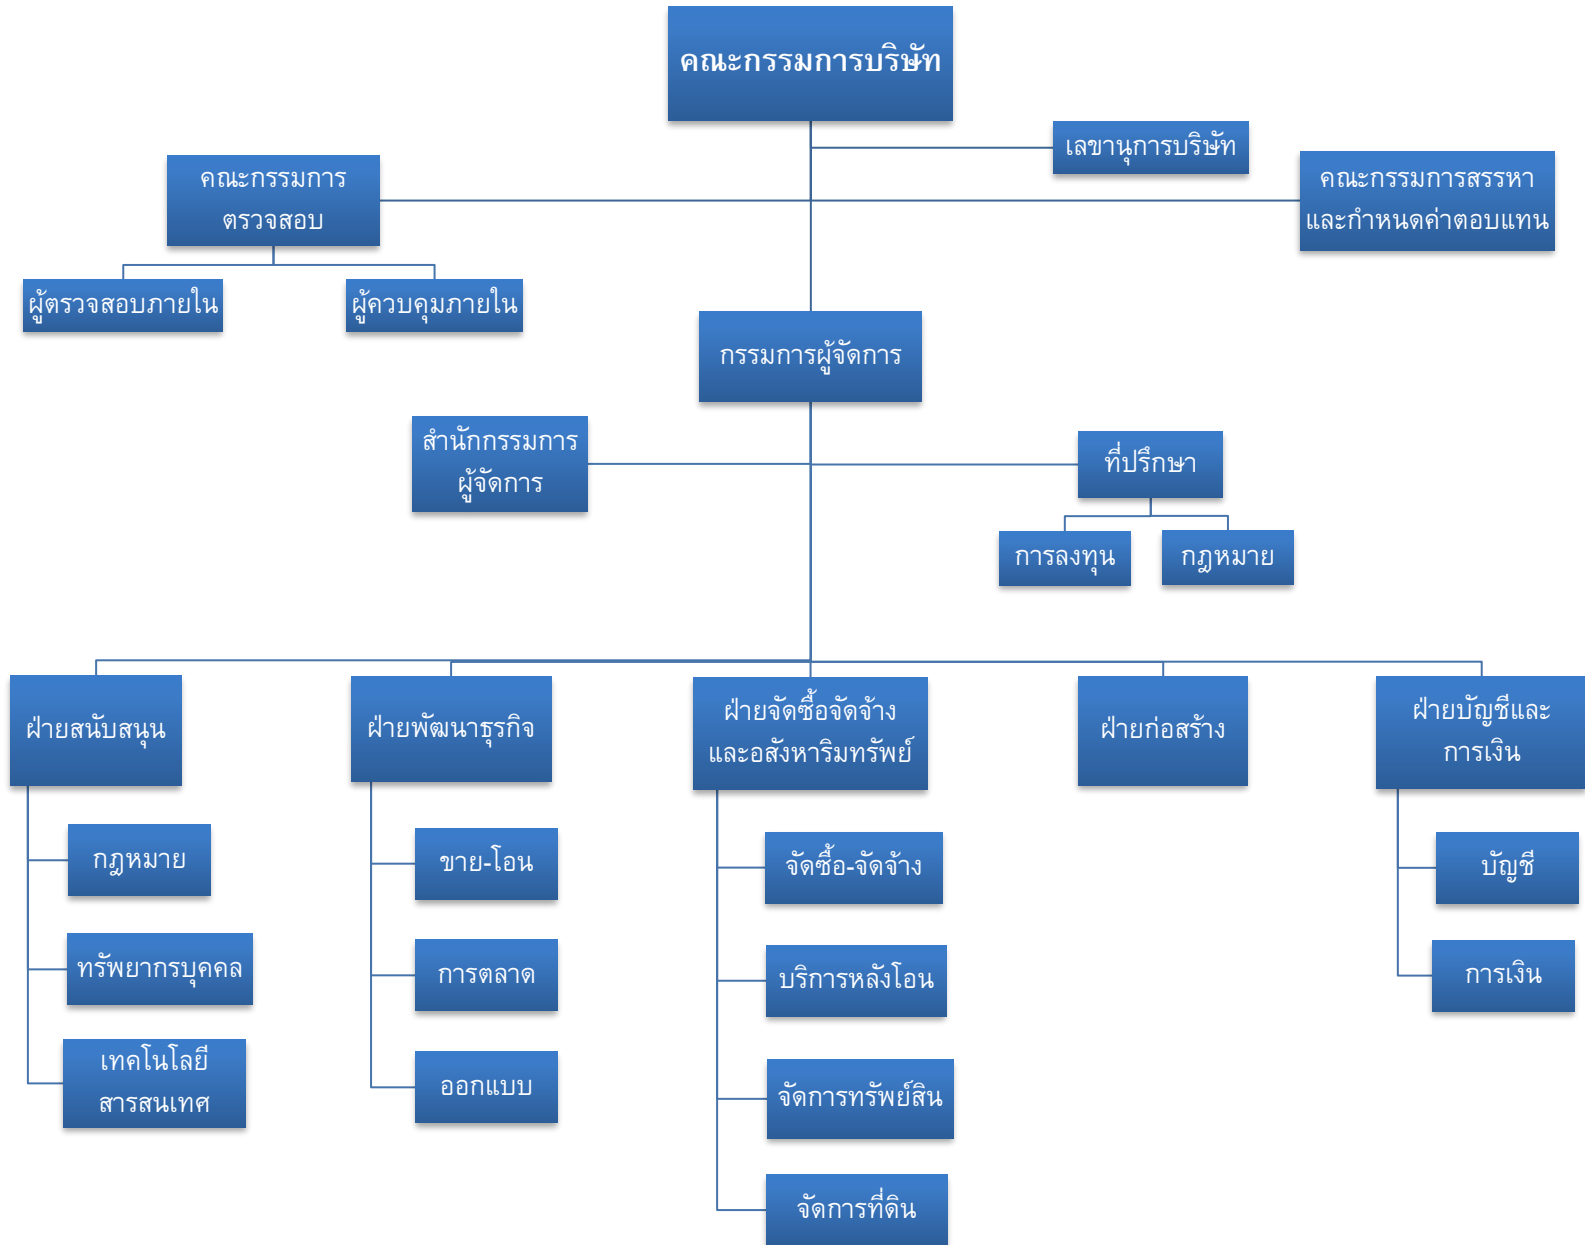 คณะกรรมการบริษัท
เลขานุการบริษัท
คณะกรรมการ
ตรวจสอบ
คณะกรรมการสรรหา
และกำหนดค่าตอบแทน
ผู้ตรวจสอบภายใน
ผู้ควบคุมภายใน
กรรมการผู้จัดการ
สำนักกรรมการ
ผู้จัดการ
ที่ปรึกษา
การลงทุน
กฎหมาย
ฝ่ายสนับสนุน
ฝ่ายพัฒนาธุรกิจ
ฝ่ายจัดซื้อจัดจ้าง
และอสังหาริมทรัพย์
ฝ่ายก่อสร้าง
ฝ่ายบัญชีและ
การเงิน
กฎหมาย
ทรัพยากรบุคคล
เทคโนโลยี
สารสนเทศ
ขาย-โอน
การตลาด
ออกแบบ
จัดซื้อ-จัดจ้าง
บริการหลังโอน
จัดการทรัพย์สิน
จัดการที่ดิน
บัญชี
การเงิน